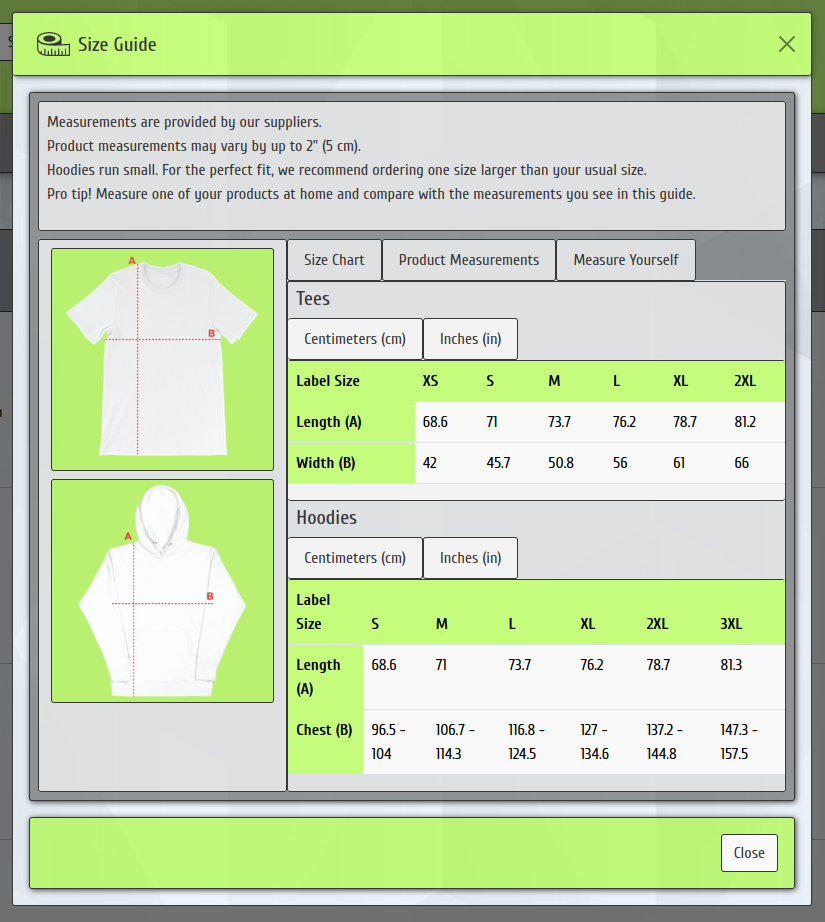 Size Guide
Measurements are provided by our suppliers.
Product measurements may vary by up to 2" (5 cm).
Hoodies run small. For the perfect fit, we recommend ordering one size larger than your usual size.
Pro tip! Measure one of your products at home and compare with the measurements you see in this guide.
A
B
A
B
Size Chart Product Measurements Measure Yourself
Tees
Centimeters (cm) Inches (in)
Label Size XS S M L XL 2XL
Length (A) 68.6 71 73.7 76.2 78.7 81.2
Width (B) 42 45.7 50.8 56 61 66
Hoodies
Centimeters (cm) Inches (in)
Label
Size S M L XL 2XL 3XL
Length 68.6 71 73.7 76.2 78.7 81.3
(A)
Chest (B) 96.5 - 106.7 - 116.8 - 127 - 137.2 - 147.3 -
104 114.3 124.5 134.6 144.8 157.5
Close